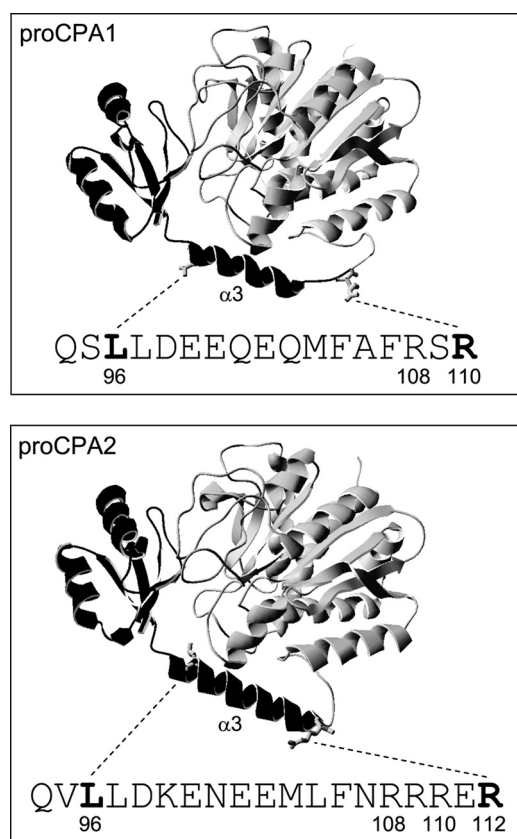 proCPA1
α3
QSLLDEEQEQMFAFRSR
96 108 110
proCPA2
α3
QVLLDKENEEMLFNRRRER
96 108 110 112